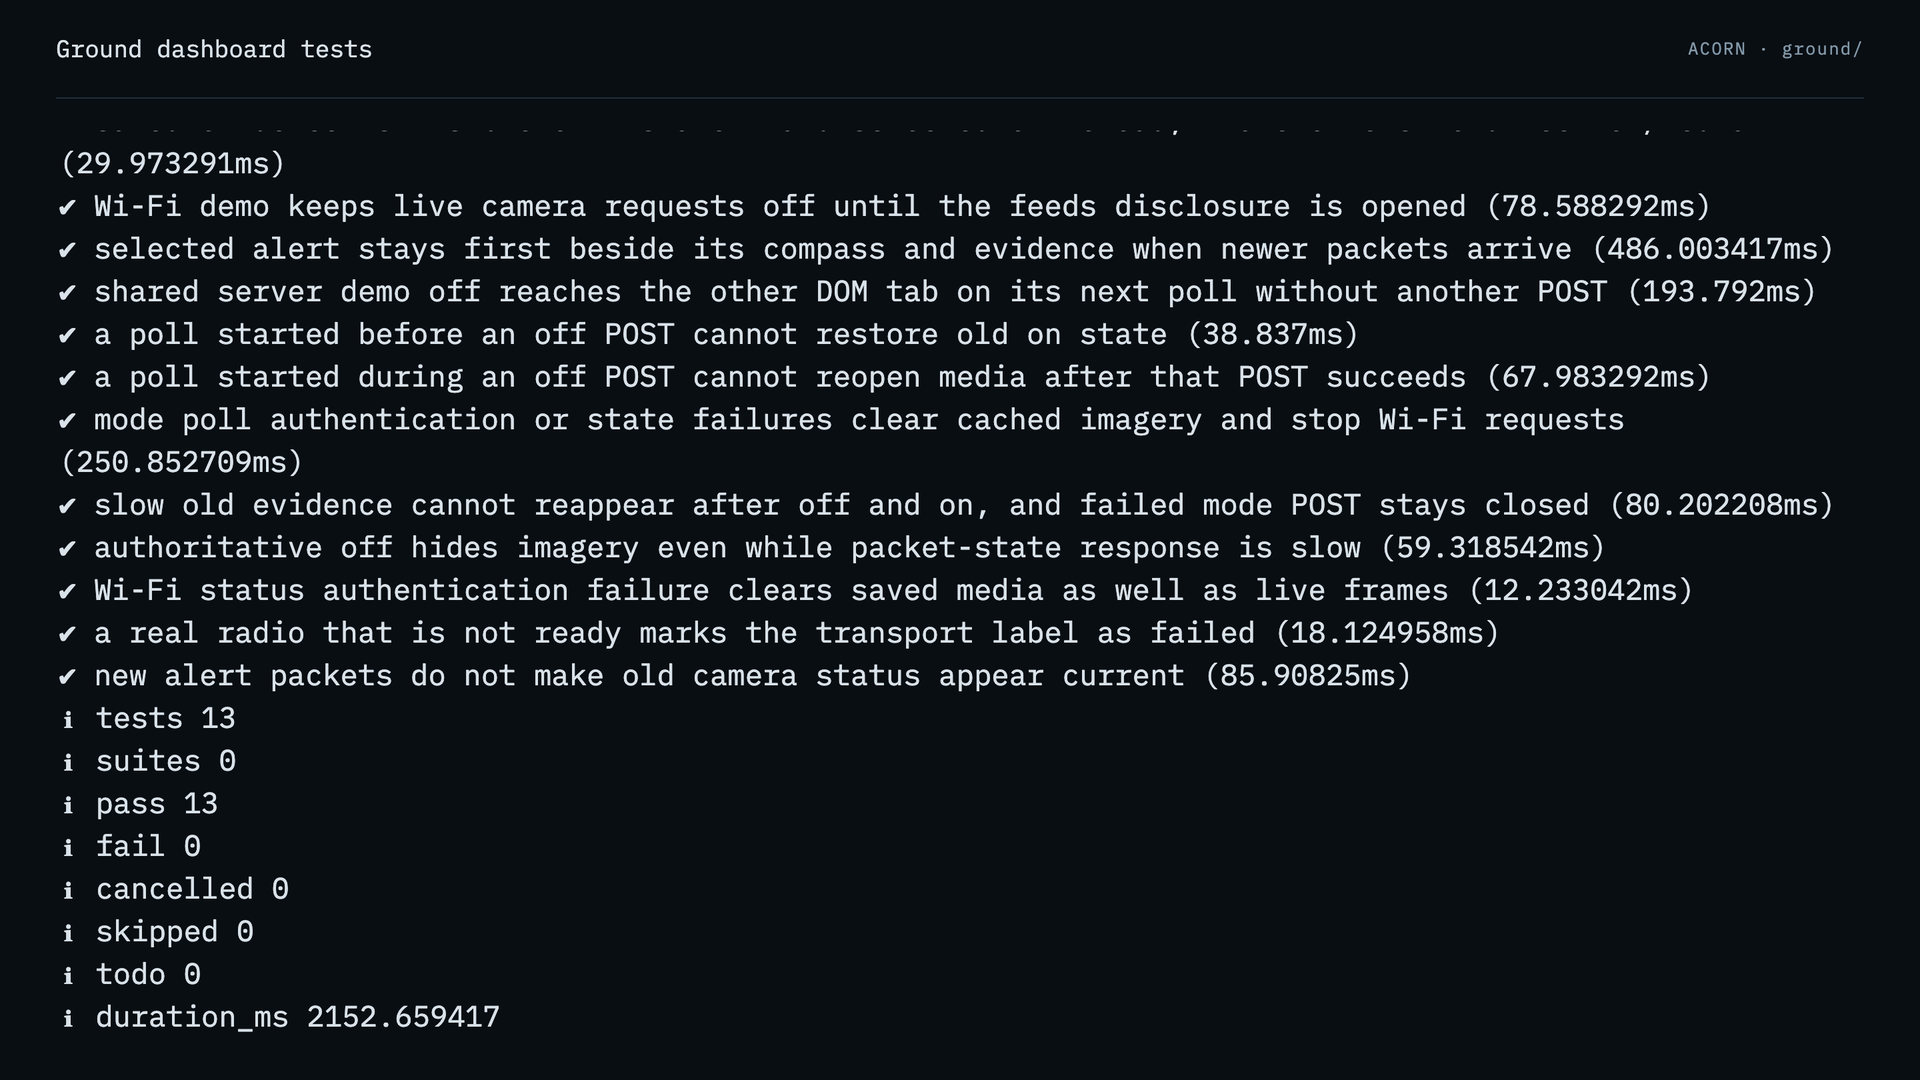 Ground dashboard tests
ACORN · ground/
(29.973291ms)
✔ Wi-Fi demo keeps live camera requests off until the feeds disclosure is opened (78.588292ms)
✔ selected alert stays first beside its compass and evidence when newer packets arrive (486.003417ms)
✔ shared server demo off reaches the other DOM tab on its next poll without another POST (193.792ms)
✔ a poll started before an off POST cannot restore old on state (38.837ms)
✔ a poll started during an off POST cannot reopen media after that POST succeeds (67.983292ms)
✔ mode poll authentication or state failures clear cached imagery and stop Wi-Fi requests
(250.852709ms)
✔ slow old evidence cannot reappear after off and on, and failed mode POST stays closed (80.202208ms)
✔ authoritative off hides imagery even while packet-state response is slow (59.318542ms)
✔ Wi-Fi status authentication failure clears saved media as well as live frames (12.233042ms)
✔ a real radio that is not ready marks the transport label as failed (18.124958ms)
✔ new alert packets do not make old camera status appear current (85.90825ms)
ℹ tests 13
ℹ suites 0
ℹ pass 13
ℹ fail 0
ℹ cancelled 0
ℹ skipped 0
ℹ todo 0
ℹ duration_ms 2152.659417